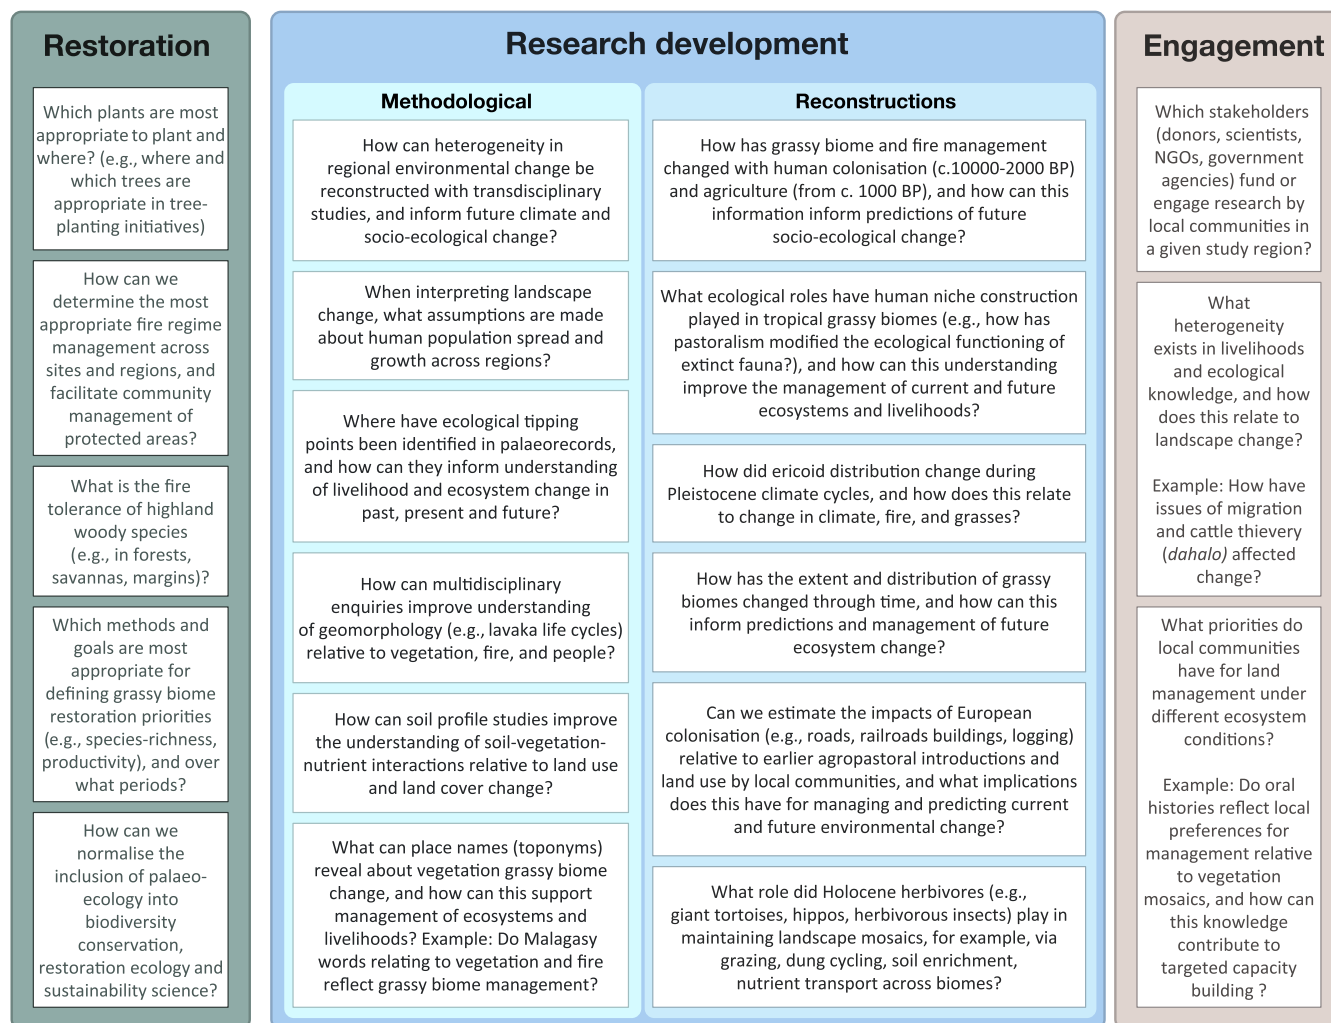 Restoration
Which plants are most
appropriate to plant and
where? (e.g., where and
which trees are
appropriate in tree-
planting initiatives)
How can we
determine the most
appropriate fire regime
management across
sites and regions, and
facilitate community
management of
protected areas?
What is the fire
tolerance of highland
woody species
(e.g., in forests,
savannas, margins)?
Which methods and
goals are most
appropriate for
defining grassy biome
restoration priorities
(e.g., species-richness,
productivity), and over
what periods?
How can we
normalise the
inclusion of palaeo-
ecology into
biodiversity
conservation,
restoration ecology and
sustainability science?
Research development
Methodological
How can heterogeneity in
regional environmental change be
reconstructed with transdisciplinary
studies, and inform future climate and
socio-ecological change?
When interpreting landscape
change, what assumptions are made
about human population spread and
growth across regions?
Where have ecological tipping
points been identified in palaeorecords,
and how can they inform understanding
of livelihood and ecosystem change in
past, present and future?
How can multidisciplinary
enquiries improve understanding
of geomorphology (e.g., lavaka life cycles)
relative to vegetation, fire, and people?
How can soil profile studies improve
the understanding of soil-vegetation-
nutrient interactions relative to land use
and land cover change?
What can place names (toponyms)
reveal about vegetation grassy biome
change, and how can this support
management of ecosystems and
livelihoods? Example: Do Malagasy
words relating to vegetation and fire
reflect grassy biome management?
Reconstructions
How has grassy biome and fire management
changed with human colonisation (c.10000-2000 BP)
and agriculture (from c. 1000 BP), and how can this
information inform predictions of future
socio-ecological change?
What ecological roles have human niche construction
played in tropical grassy biomes (e.g., how has
pastoralism modified the ecological functioning of
extinct fauna?), and how can this understanding
improve the management of current and future
ecosystems and livelihoods?
How did ericoid distribution change during
Pleistocene climate cycles, and how does this relate
to change in climate, fire, and grasses?
How has the extent and distribution of grassy
biomes changed through time, and how can this
inform predictions and management of future
ecosystem change?
Can we estimate the impacts of European
colonisation (e.g., roads, railroads buildings, logging)
relative to earlier agropastoral introductions and
land use by local communities, and what implications
does this have for managing and predicting current
and future environmental change?
What role did Holocene herbivores (e.g.,
giant tortoises, hippos, herbivorous insects) play in
maintaining landscape mosaics, for example, via
grazing, dung cycling, soil enrichment,
nutrient transport across biomes?
Engagement
Which stakeholders
(donors, scientists,
NGOs, government
agencies) fund or
engage research by
local communities in
a given study region?
What
heterogeneity
exists in livelihoods
and ecological
knowledge, and how
does this relate to
landscape change?
Example: How have
issues of migration
and cattle thievery
(dahalo) affected
change?
What priorities do
local communities
have for land
management under
different ecosystem
conditions?
Example: Do oral
histories reflect local
preferences for
management relative
to vegetation
mosaics, and how can
this knowledge
contribute to
targeted capacity
building ?